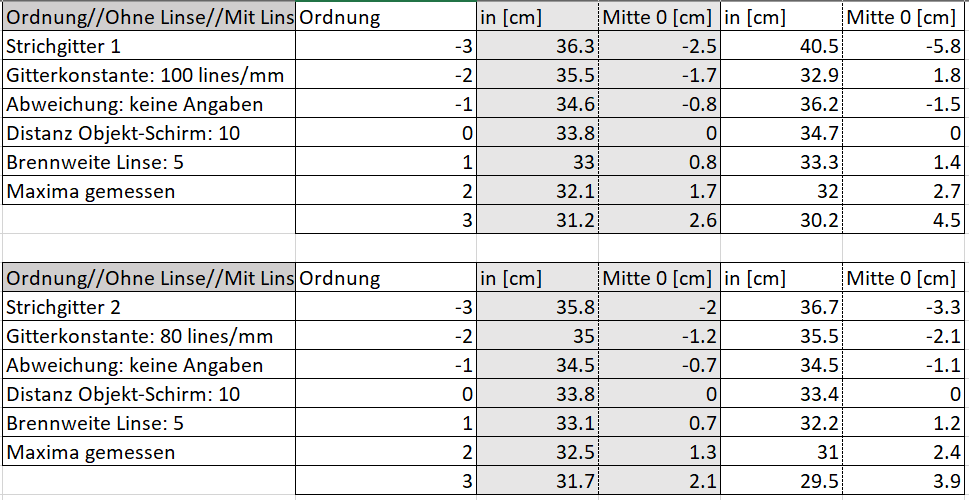 Ordnung//Ohne Linse//Mit Lins Ordnung in [cm] Mitte 0 [cm] in [cm] Mitte 0 [cm]
Strichgitter 1 -3 36.3 -2.5 40.5 -5.8
Gitterkonstante: 100 lines/mm -2 35.5 -1.7 32.9 1.8
Abweichung: keine Angaben -1 34.6 -0.8 36.2 -1.5
Distanz Objekt-Schirm: 10 0 33.8 0 34.7 0
Brennweite Linse: 5 1 33 0.8 33.3 1.4
Maxima gemessen 2 32.1 1.7 32 2.7
3 31.2 2.6 30.2 4.5
Ordnung//Ohne Linse//Mit Lins Ordnung in [cm] Mitte 0 [cm] in [cm] Mitte 0 [cm]
Strichgitter 2 -3 35.8 -2 36.7 -3.3
Gitterkonstante: 80 lines/mm -2 35 -1.2 35.5 -2.1
Abweichung: keine Angaben -1 34.5 -0.7 34.5 -1.1
Distanz Objekt-Schirm: 10 0 33.8 0 33.4 0
Brennweite Linse: 5 1 33.1 0.7 32.2 1.2
Maxima gemessen 2 32.5 1.3 31 2.4
3 31.7 2.1 29.5 3.9